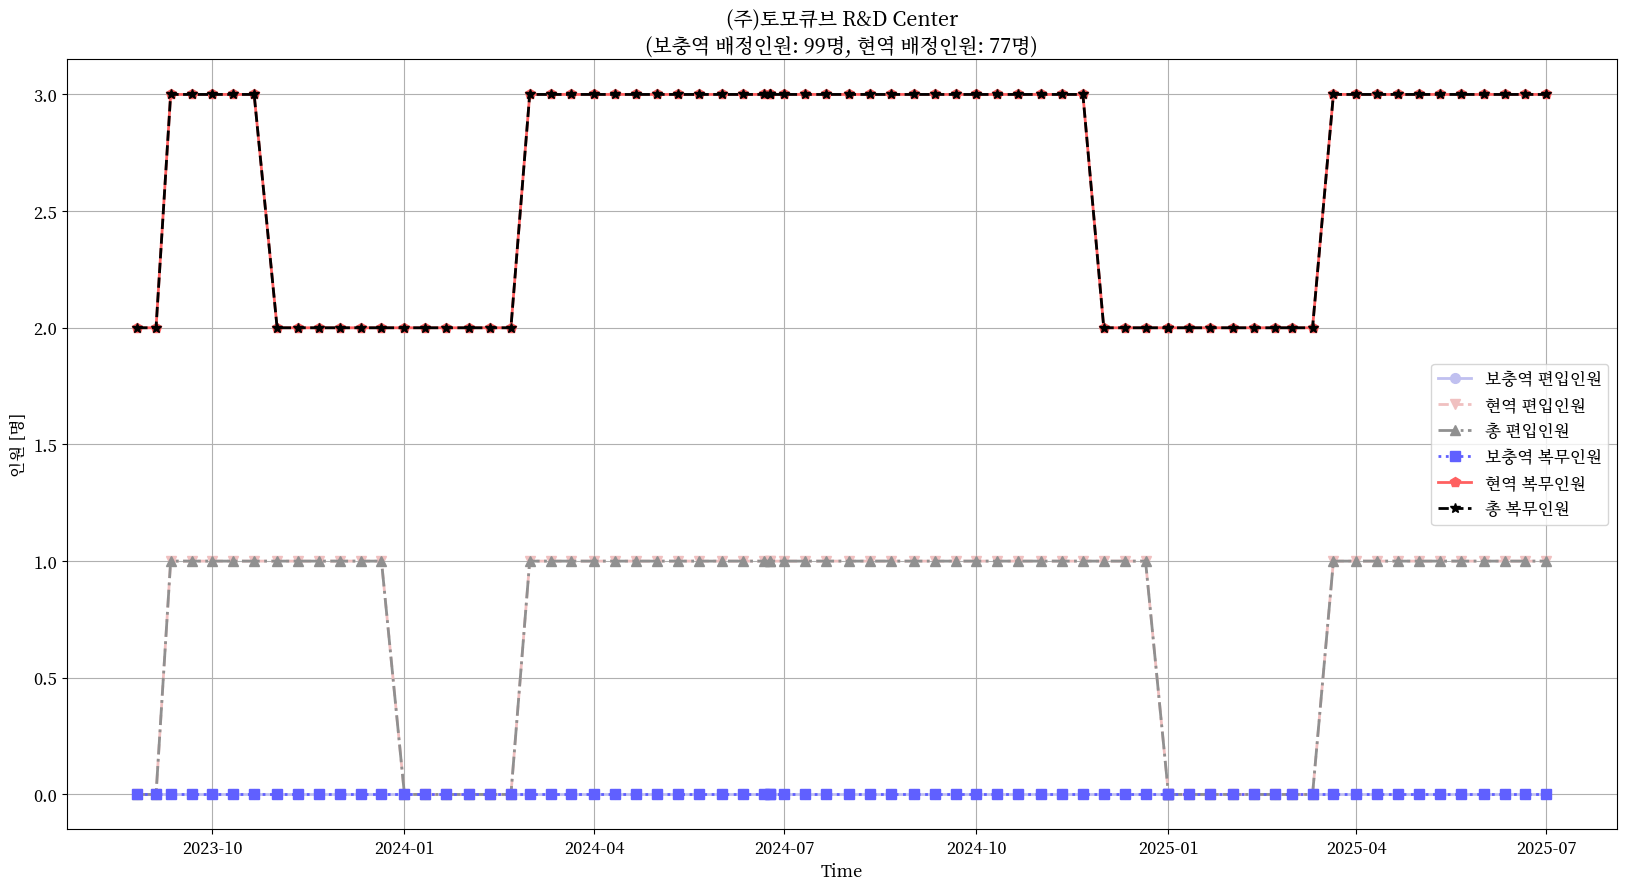 (주)토모큐브 R&D Center
(보충역 배정인원: 99명, 현역 배정인원: 77명)
인원 [명]
3.0
2.5
2.0
1.5
1.0
0.5
0.0
보충역 편입인원
현역 편입인원
총 편입인원
보충역 복무인원
현역 복무인원
총 복무인원
2023-10
2024-01
2024-04
2024-07
2024-10
2025-01
2025-04
2025-07
Time